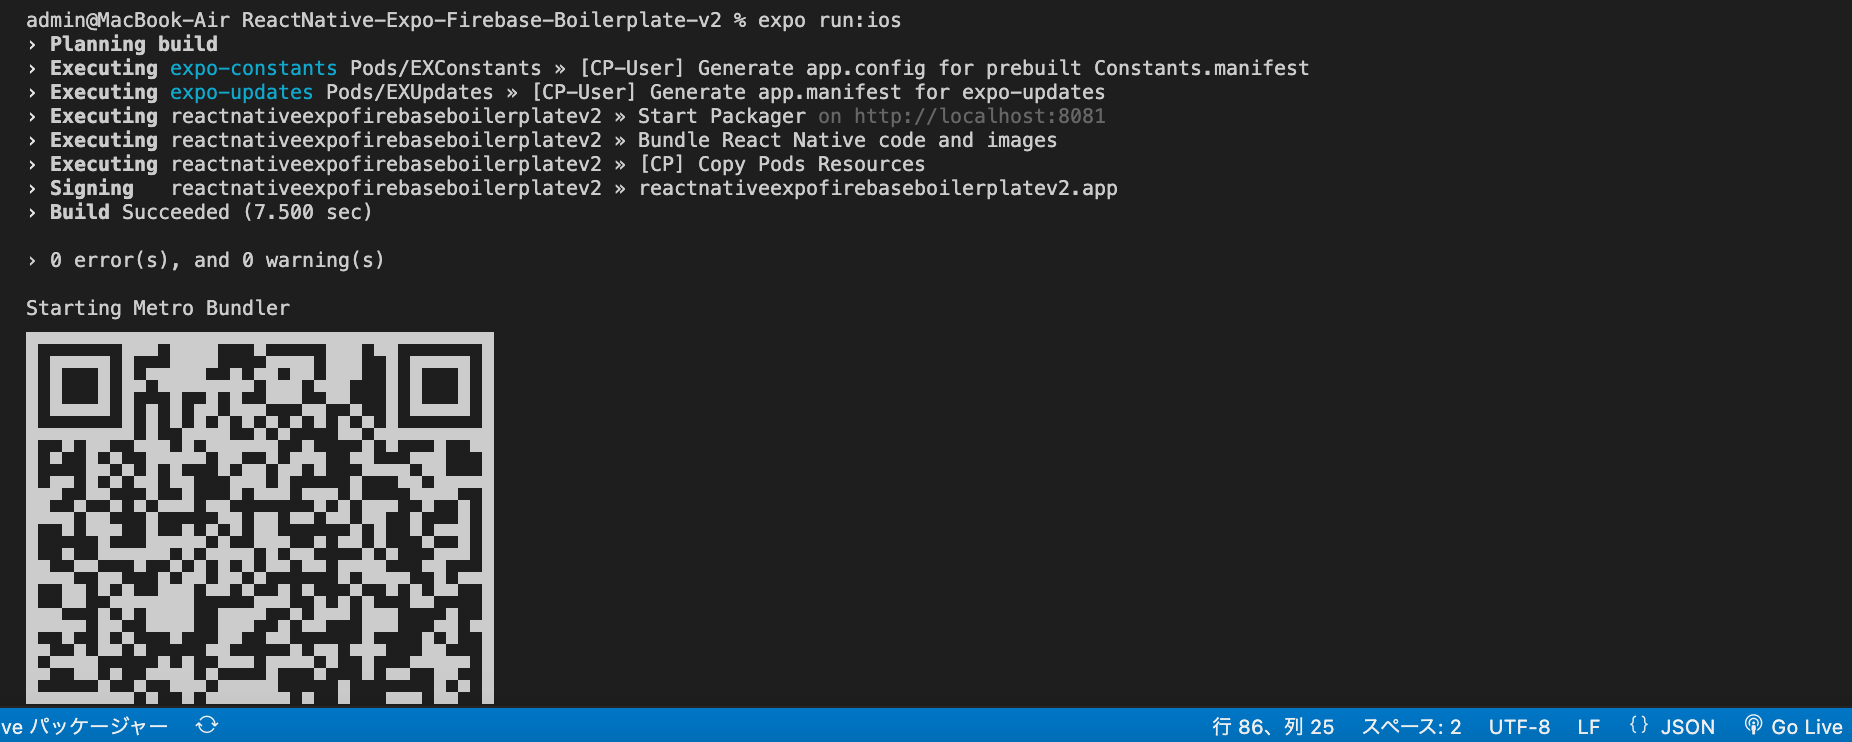 admin@MacBook-Air ReactNative-Expo-Firebase-Boilerplate-v2 % expo run:ios
› Planning build
› Executing expo-constants Pods/EXConstants » [CP-User] Generate app.config for prebuilt Constants.manifest
› Executing expo-updates Pods/EXUpdates » [CP-User] Generate app.manifest for expo-updates
› Executing reactnativeexpofirebaseboilerplatev2 » Start Packager on http://localhost:8081
› Executing reactnativeexpofirebaseboilerplatev2 » Bundle React Native code and images
› Executing reactnativeexpofirebaseboilerplatev2 » [CP] Copy Pods Resources
› Signing   reactnativeexpofirebaseboilerplatev2 » reactnativeexpofirebaseboilerplatev2.app
› Build Succeeded (7.500 sec)
› 0 error(s), and 0 warning(s)
Starting Metro Bundler
ve パッケージャー 行 86、列 25 スペース: 2 UTF-8 LF {} JSON Go Live